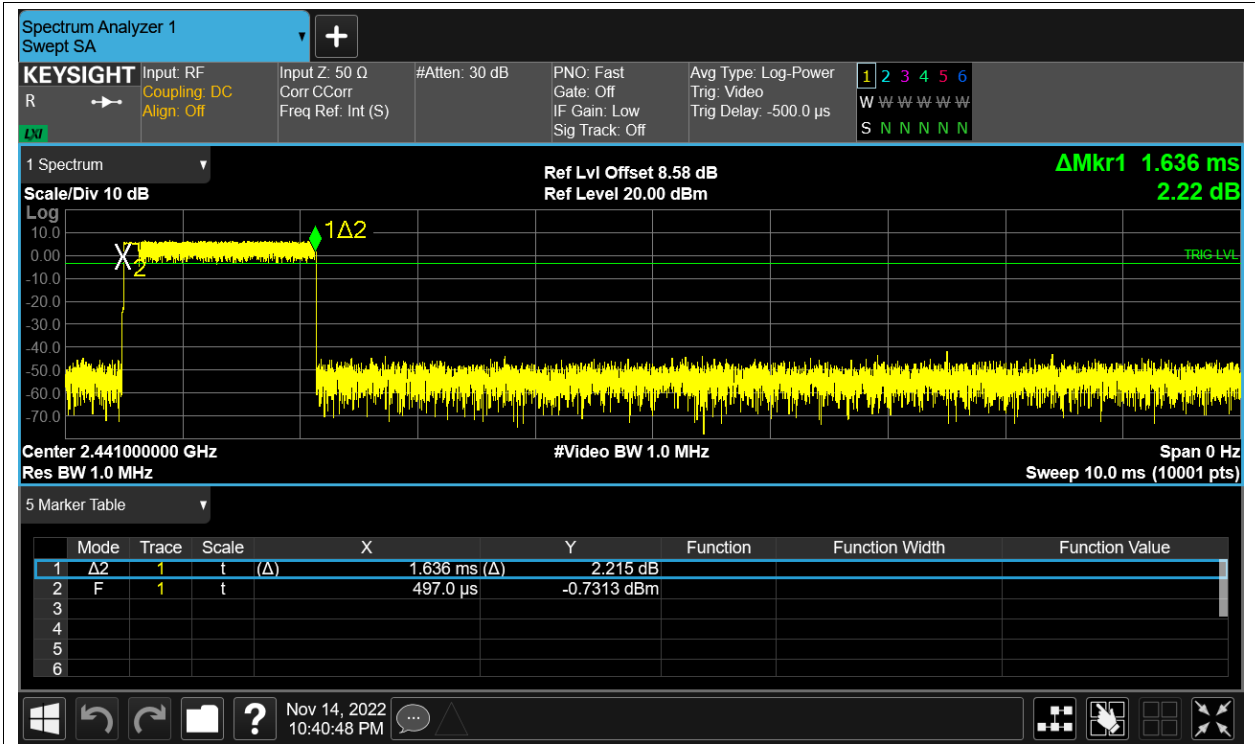 Spectrum Analyzer 1
Swept SA
KEYSIGHT Input: RF Input Z: 50 Ω #Atten: 30 dB PNO: Fast Avg Type: Log-Power 1 2 3 4 5 6
R Coupling: DC Corr CCorr Gate: Off Trig: Video W W W W W W
Align: Off Freq Ref: Int (S) IF Gain: Low Trig Delay: -500.0 µs
LXI Sig Track: Off S N N N N N
1 Spectrum Ref Lvl Offset 8.58 dB ΔMkr1 1.636 ms
Scale/Div 10 dB Ref Level 20.00 dBm 2.22 dB
Log
10.0 1Δ2
0.00 X2 TRIG LVL
-10.0
-20.0
-30.0
-40.0
-50.0
-60.0
-70.0
Center 2.441000000 GHz #Video BW 1.0 MHz Span 0 Hz
Res BW 1.0 MHz Sweep 10.0 ms (10001 pts)
5 Marker Table
Mode Trace Scale X Y Function Function Width Function Value
1 Δ2 1 t (Δ) 1.636 ms (Δ) 2.215 dB
2 F 1 t 497.0 µs -0.7313 dBm
3
4
5
6
? Nov 14, 2022
10:40:48 PM